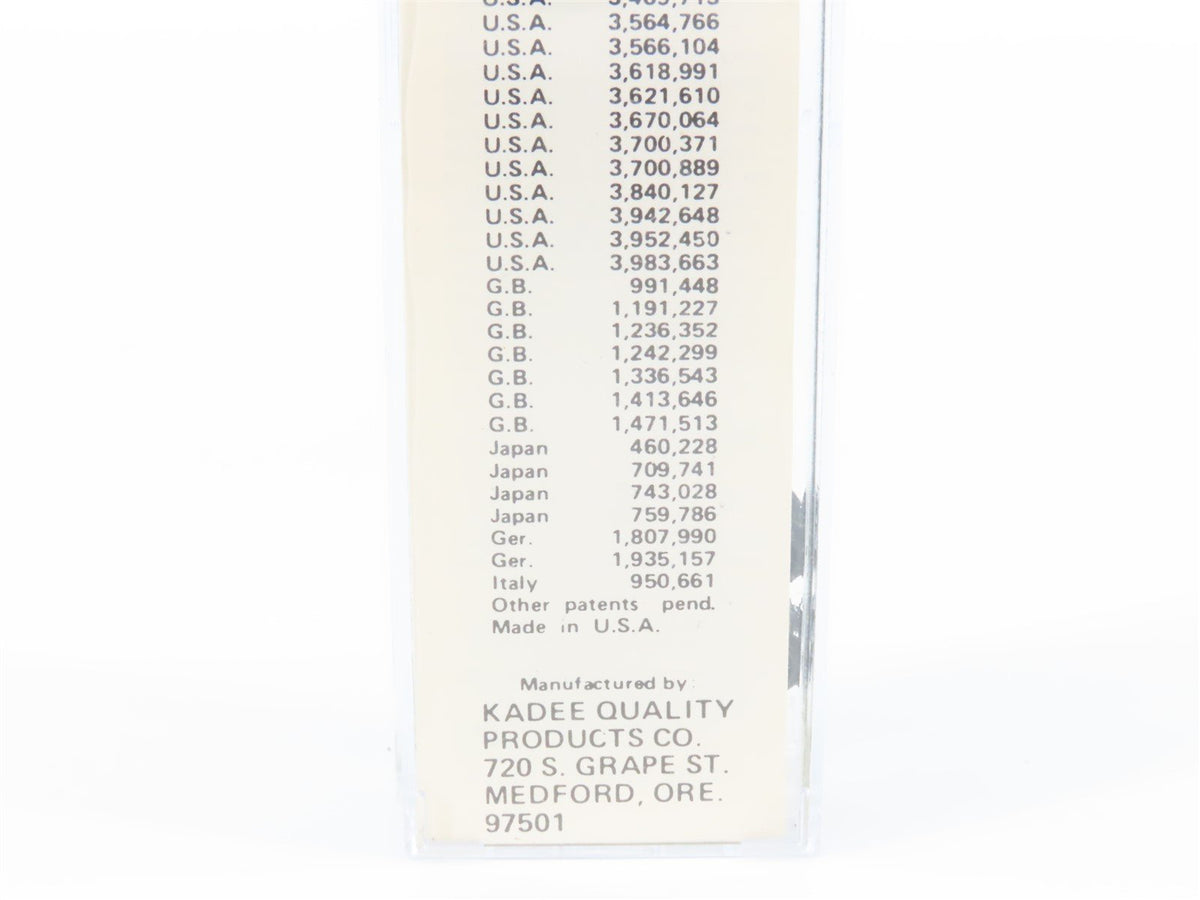 U.S.A. 3,564,766
U.S.A. 3,566,104
U.S.A. 3,618,991
U.S.A. 3,621,610
U.S.A. 3,670,064
U.S.A. 3,700,371
U.S.A. 3,700,889
U.S.A. 3,840,127
U.S.A. 3,942,648
U.S.A. 3,952,450
U.S.A. 3,983,663
G.B. 991,448
G.B. 1,191,227
G.B. 1,236,352
G.B. 1,242,299
G.B. 1,336,543
G.B. 1,413,646
G.B. 1,471,513
Japan 460,228
Japan 709,741
Japan 743,028
Japan 759,786
Ger. 1,807,990
Ger. 1,935,157
Italy 950,661
Other patents pend.
Made in U.S.A.
Manufactured by:
KADEE QUALITY
PRODUCTS CO.
720 S. GRAPE ST.
MEDFORD, ORE.
97501